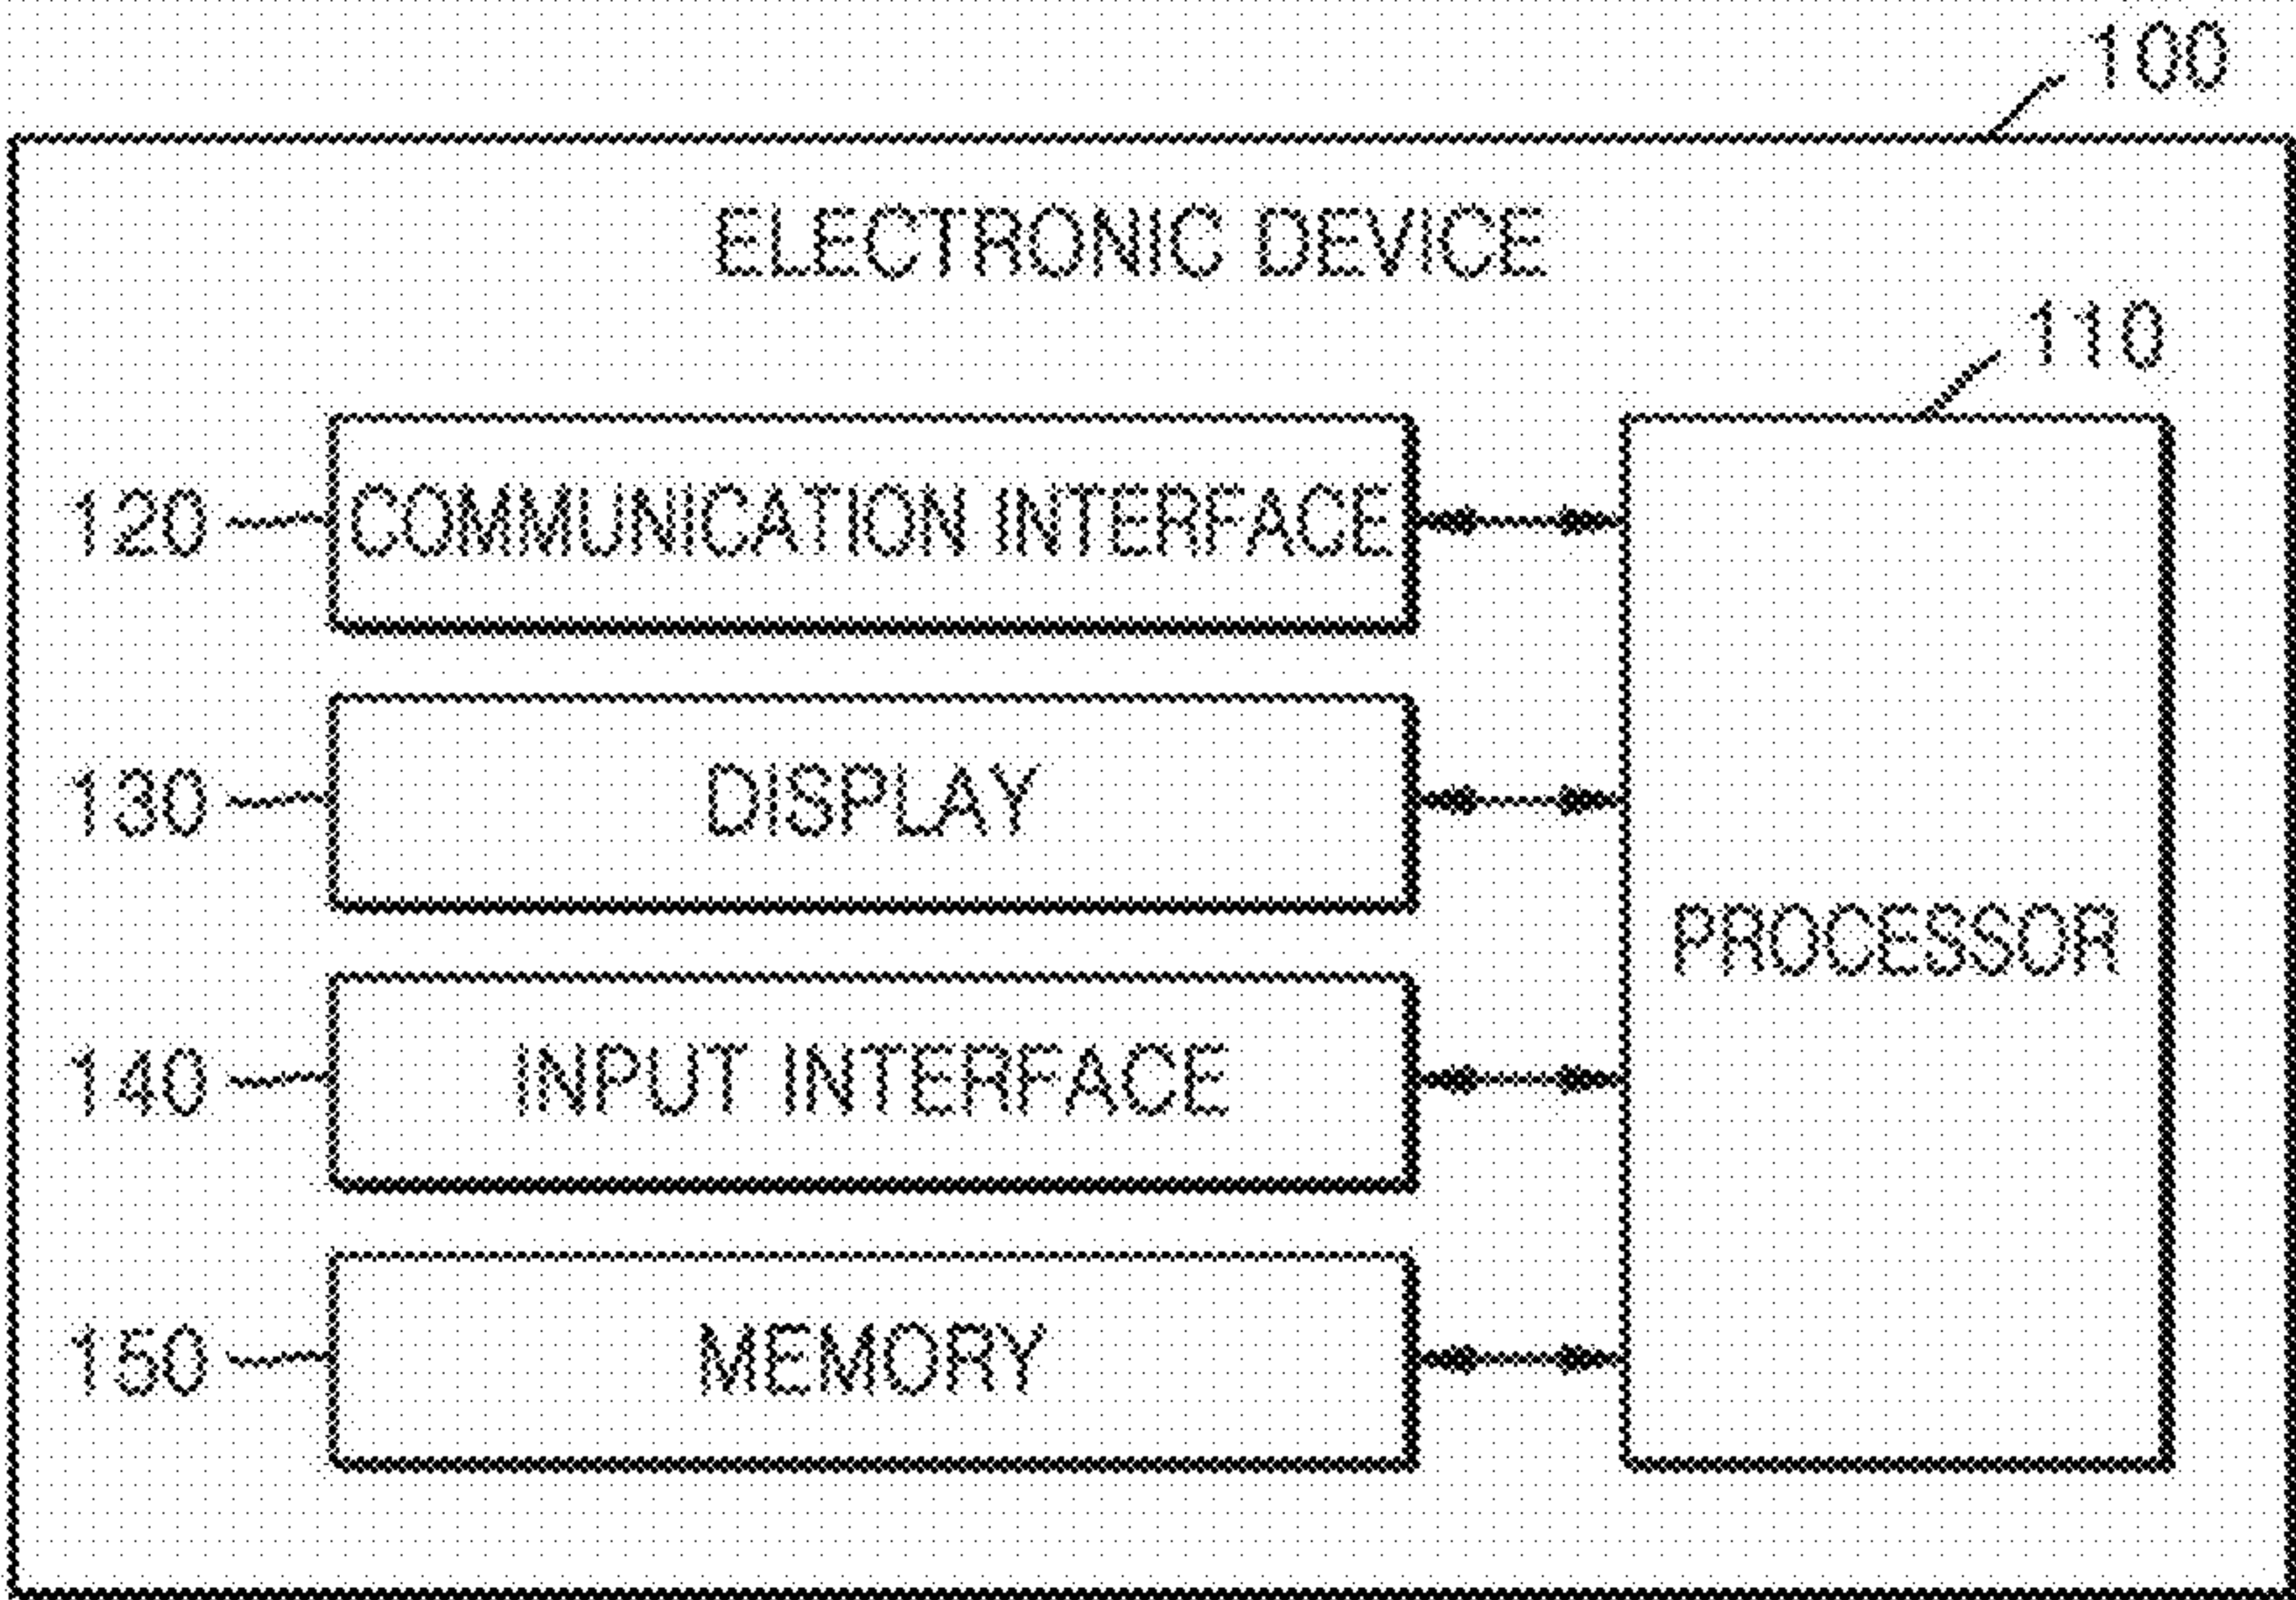 100
ELECTRONIC DEVICE
110
120
COMMUNICATION INTERFACE
130
DISPLAY
PROCESSOR
140
INPUT INTERFACE
150
MEMORY